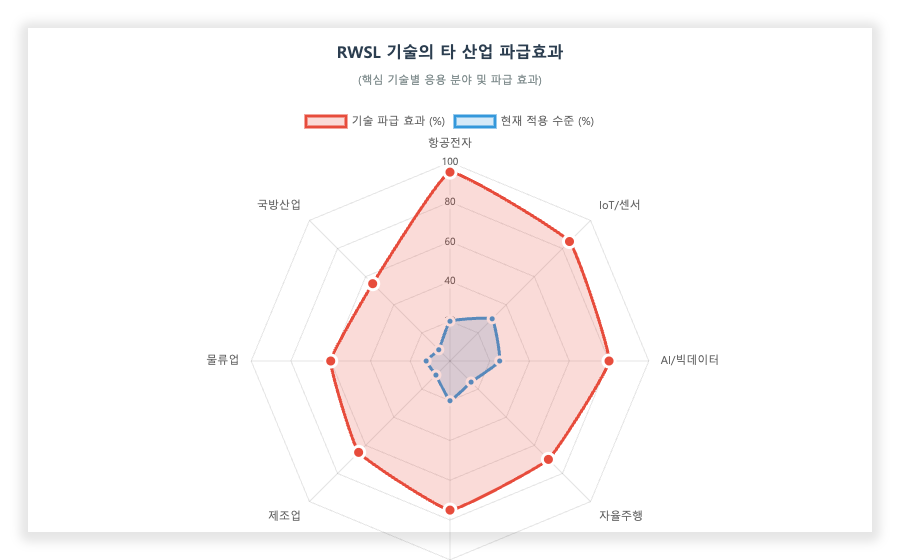 RWSL 기술의 타 산업 파급효과
(핵심 기술별 응용 분야 및 파급 효과)
기술 파급 효과 (%) 현재 적용 수준 (%)
항공전자
100
국방산업
IoT/센서
80
60
40
물류업
AI/빅데이터
제조업
자율주행